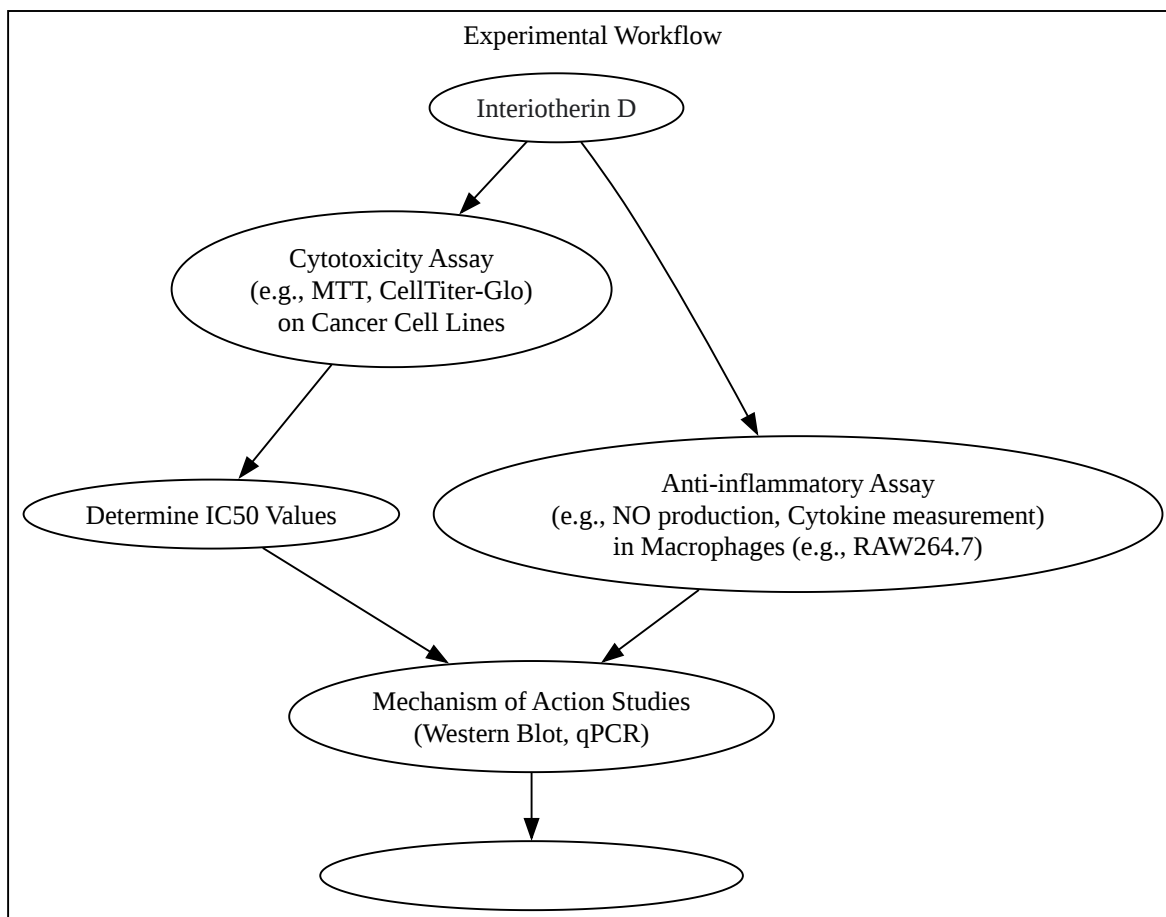 Experimental Workflow
Interiotherin D
Cytotoxicity Assay
(e.g., MTT, CellTiter-Glo)
on Cancer Cell Lines
Determine IC50 Values
Anti-inflammatory Assay
(e.g., NO production, Cytokine measurement)
in Macrophages (e.g., RAW264.7)
Mechanism of Action Studies
(Western Blot, qPCR)